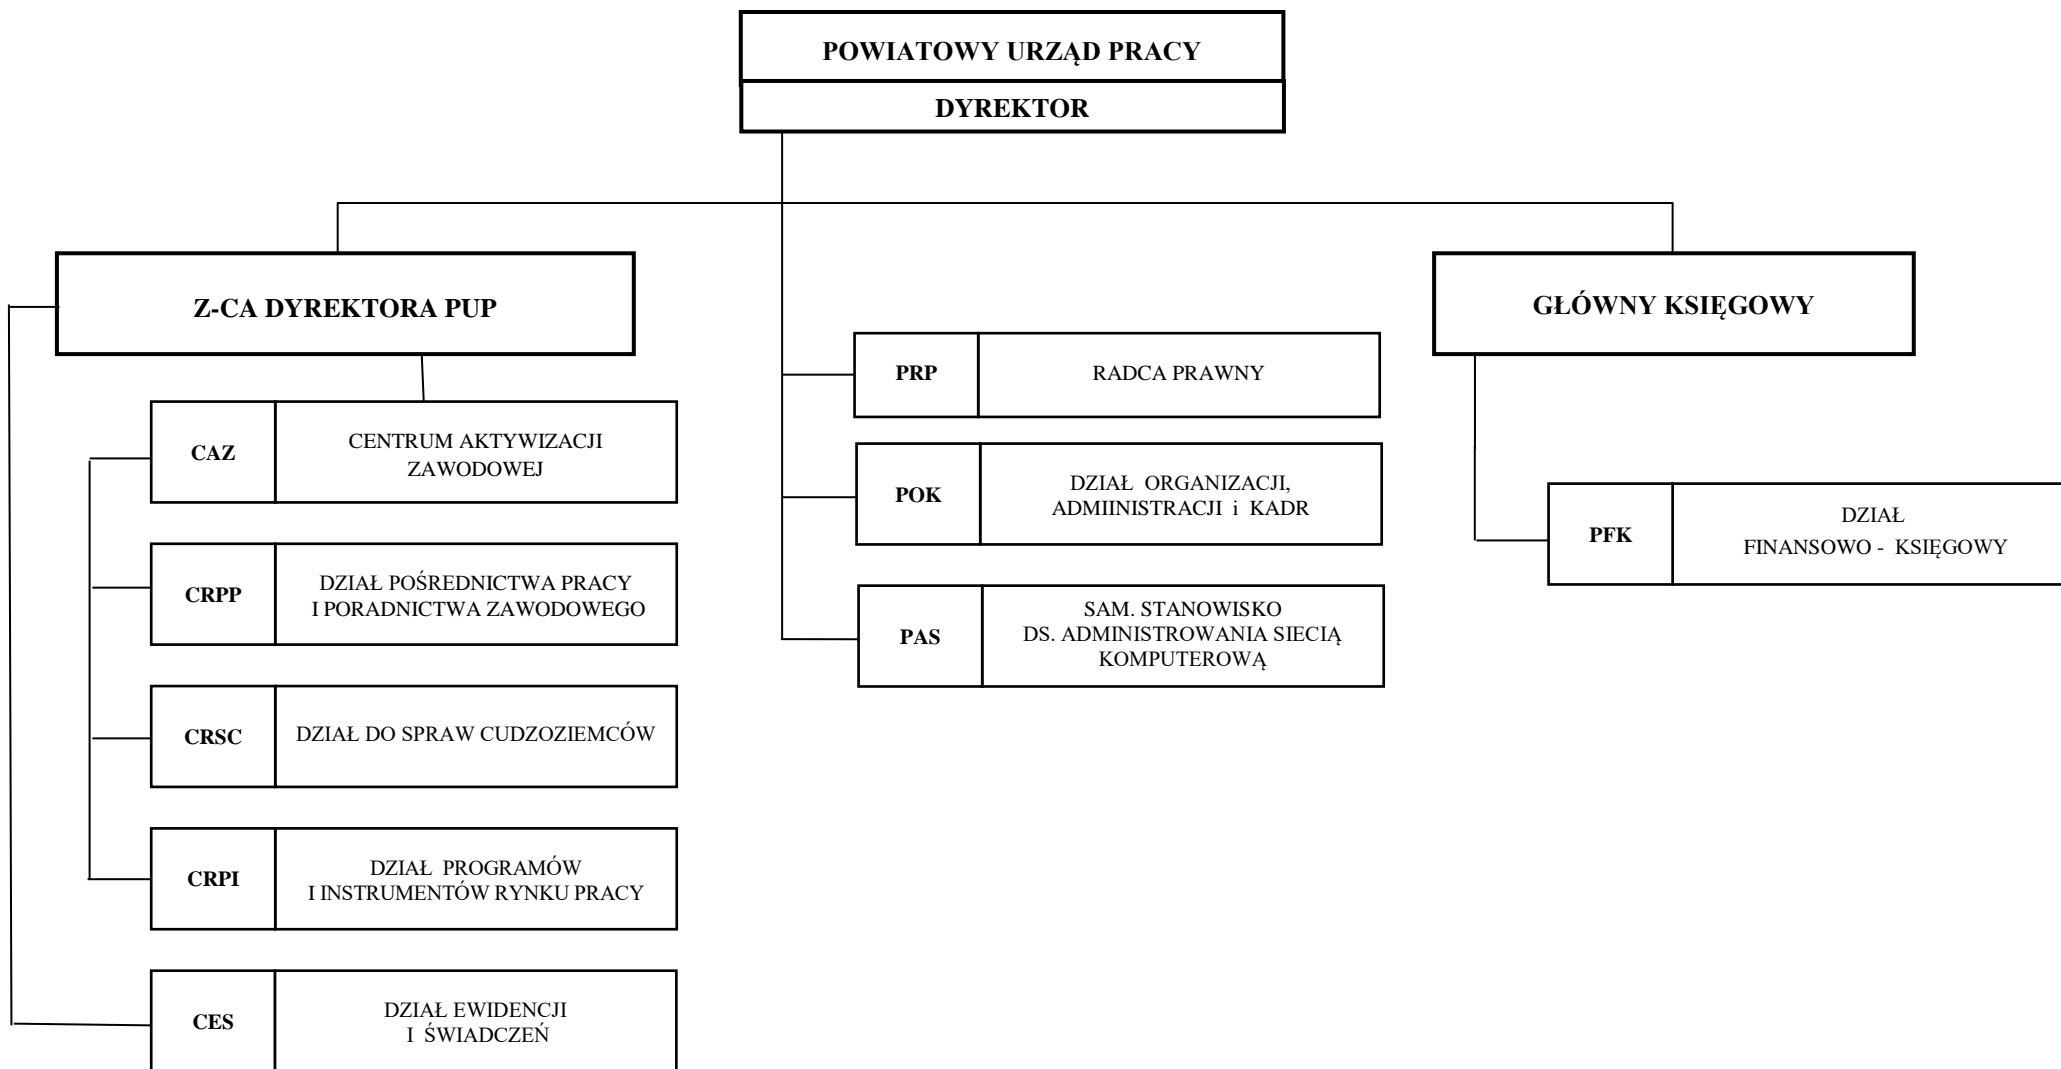 POWIATOWY URZĄD PRACY
DYREKTOR
Z-CA DYREKTORA PUP
CAZ
CENTRUM AKTYWIZACJI
ZAWODOWEJ
CRPP
DZIAŁ POŚREDNICTWA PRACY
I PORADNICTWA ZAWODOWEGO
CRSC
DZIAŁ DO SPRAW CUDZOZIEMCÓW
CRPI
DZIAŁ PROGRAMÓW
I INSTRUMENTÓW RYNKU PRACY
CES
DZIAŁ EWIDENCJI
I ŚWIADCZEŃ
PRP
RADCA PRAWNY
POK
DZIAŁ ORGANIZACJI,
ADMIINISTRACJI i KADR
PAS
SAM. STANOWISKO
DS. ADMINISTROWANIA SIECIĄ
KOMPUTEROWĄ
GŁÓWNY KSIĘGOWY
PFK
DZIAŁ
FINANSOWO - KSIĘGOWY